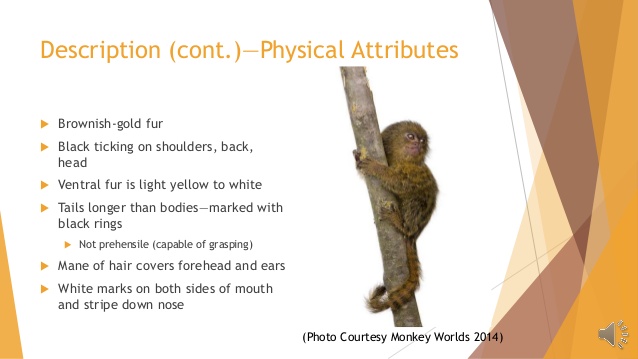 Description (cont.)—Physical Attributes
Brownish-gold fur
Black ticking on shoulders, back,
head
Ventral fur is light yellow to white
Tails longer than bodies—marked with
black rings
Not prehensile (capable of grasping)
Mane of hair covers forehead and ears
White marks on both sides of mouth
and stripe down nose
(Photo Courtesy Monkey Worlds 2014)